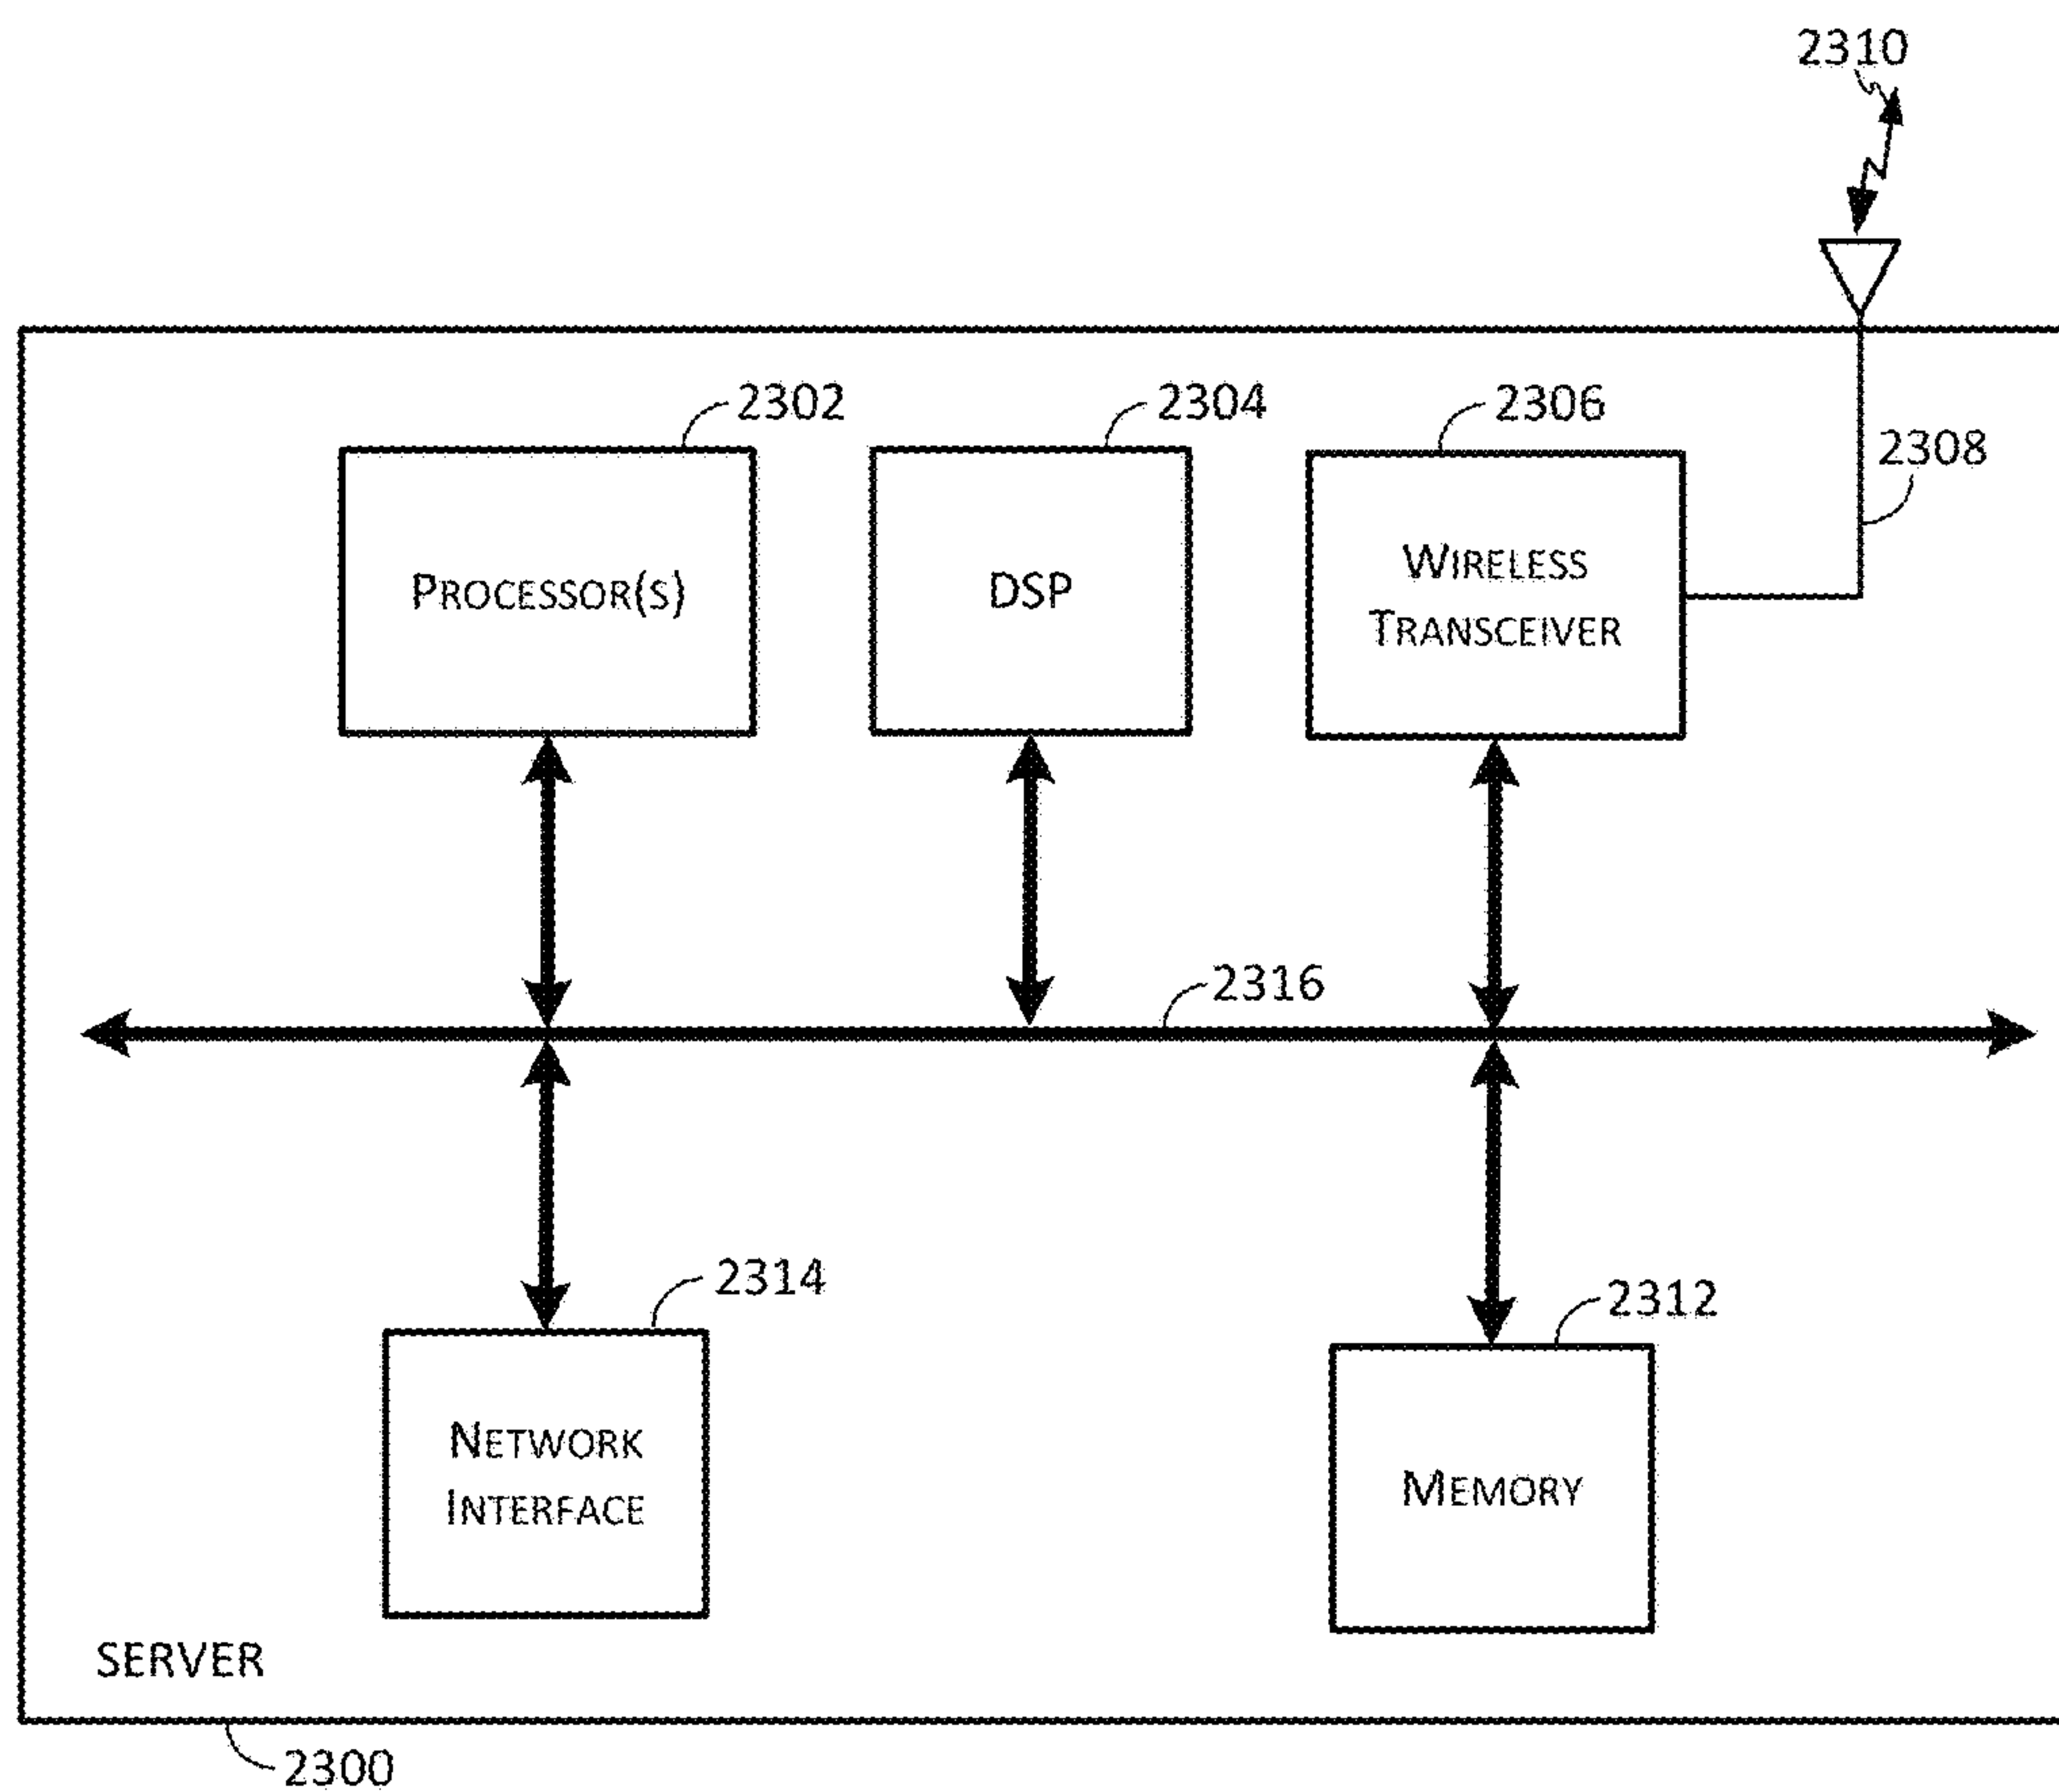 2310
2302
2304
2306
2308
PROCESSOR(S)
DSP
WIRELESS
TRANSCEIVER
2316
2314
2312
NETWORK
INTERFACE
MEMORY
SERVER
2300